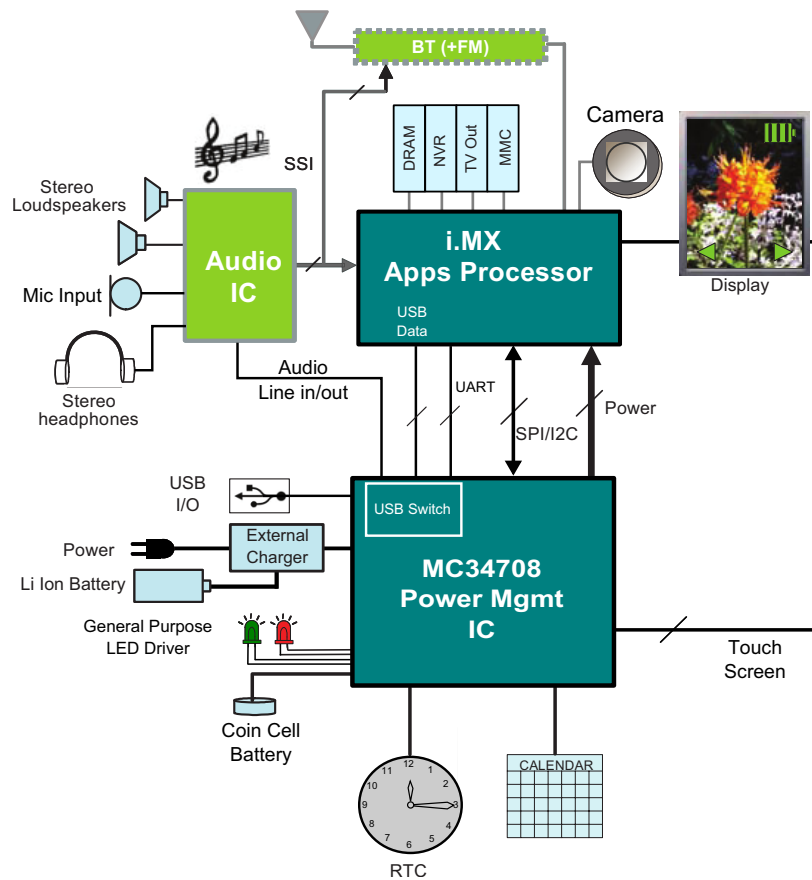 BT (+FM)
SSI
DRAM
NVR
TV Out
MMC
Camera
Stereo
Loudspeakers
Audio
IC
i.MX
Apps Processor
Mic Input
Display
USB
Data
Stereo
headphones
Audio
Line in/out
UART
SPI/I2C
Power
USB
I/O
USB Switch
Power
External
Charger
Li Ion Battery
MC34708
Power Mgmt
IC
General Purpose
LED Driver
Touch
Screen
Coin Cell
Battery
CALENDAR
12
1
2
3
4
5
6
7
8
9
10
11
RTC